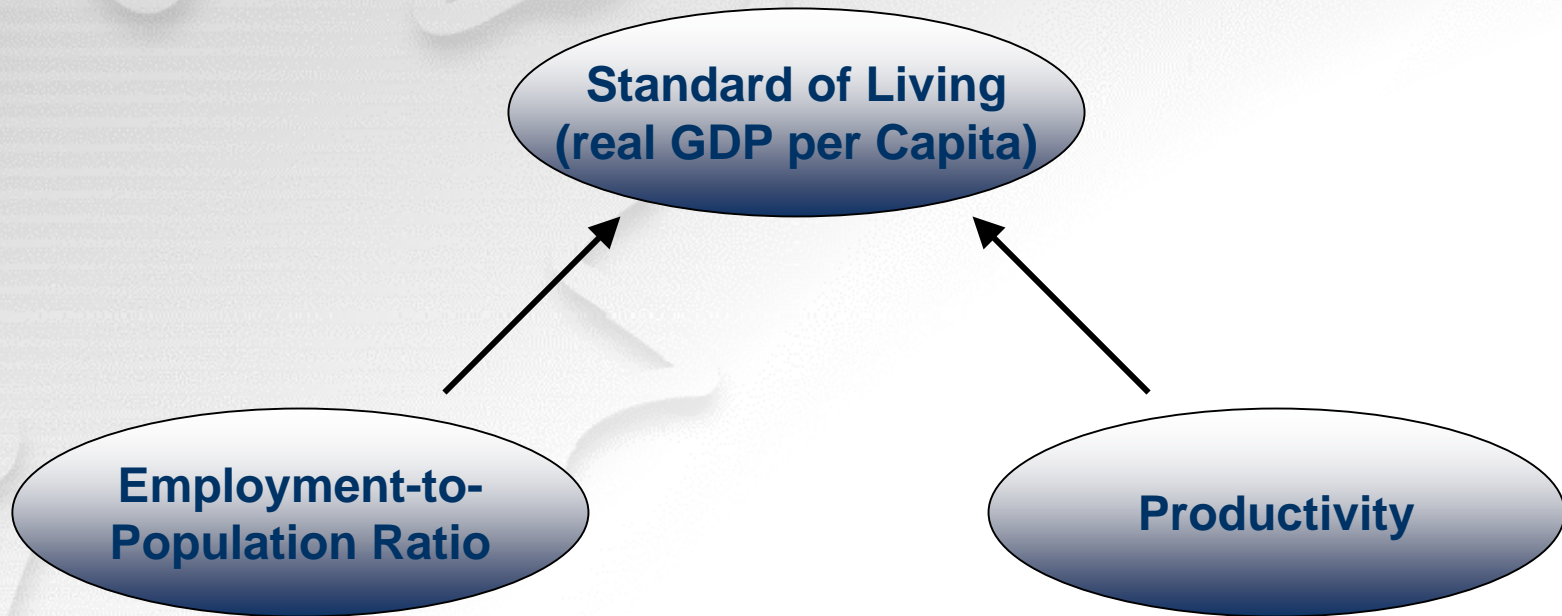 Standard of Living
(real GDP per Capita)
Employment-to-
Population Ratio
Productivity